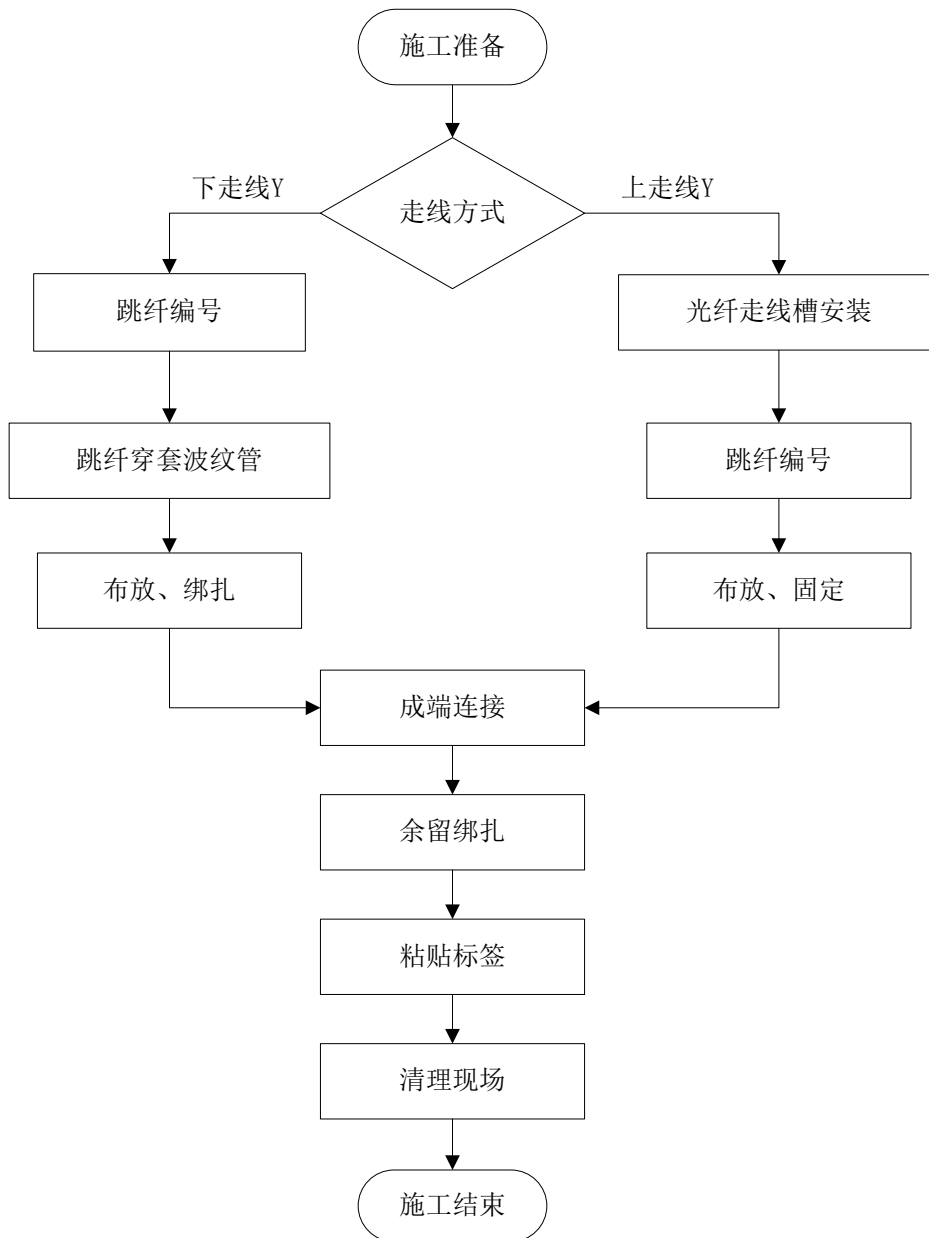 施工准备
走线方式
下走线Y
上走线Y
跳纤编号
光纤走线槽安装
跳纤穿套波纹管
跳纤编号
布放、绑扎
布放、固定
成端连接
余留绑扎
粘贴标签
清理现场
施工结束